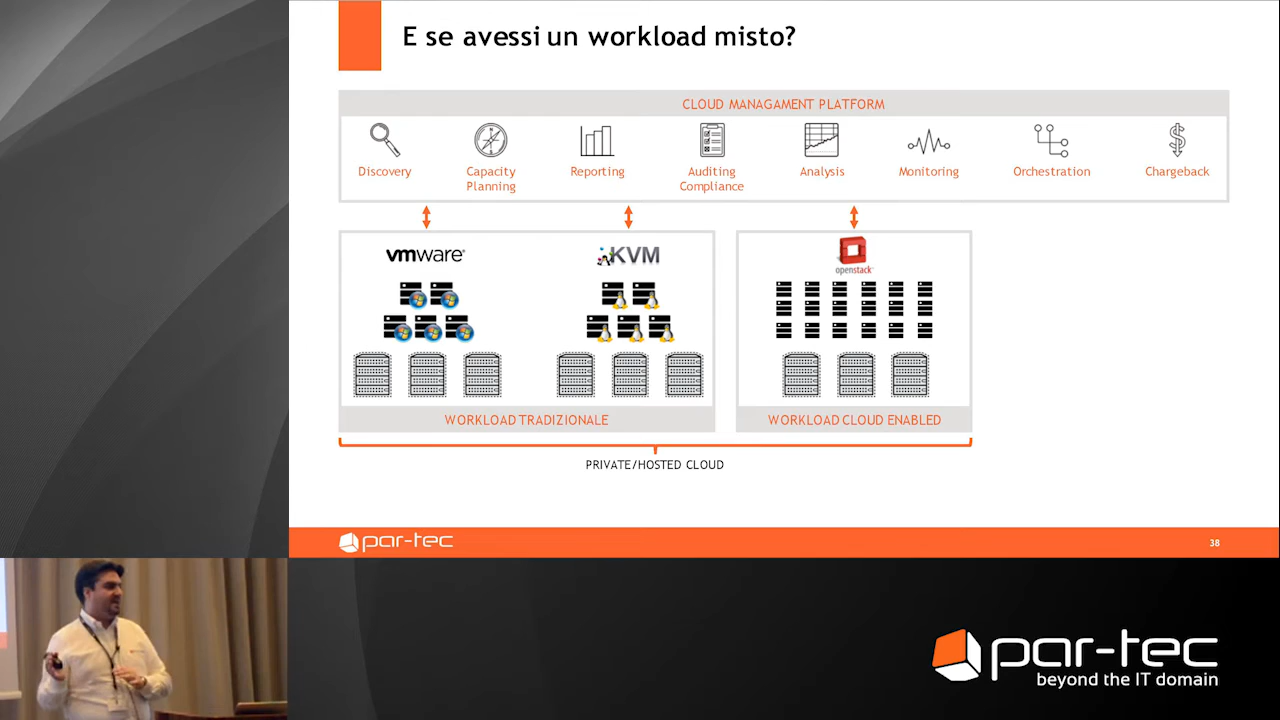 E se avessi un workload misto?
CLOUD MANAGAMENT PLATFORM
Discovery
Capacity
Planning
Reporting
Auditing
Compliance
Analysis
Monitoring
Orchestration
Chargeback
vmware®
KVM
openstack
WORKLOAD TRADIZIONALE
WORKLOAD CLOUD ENABLED
PRIVATE/HOSTED CLOUD
par-tec
38
par-tec
beyond the IT domain